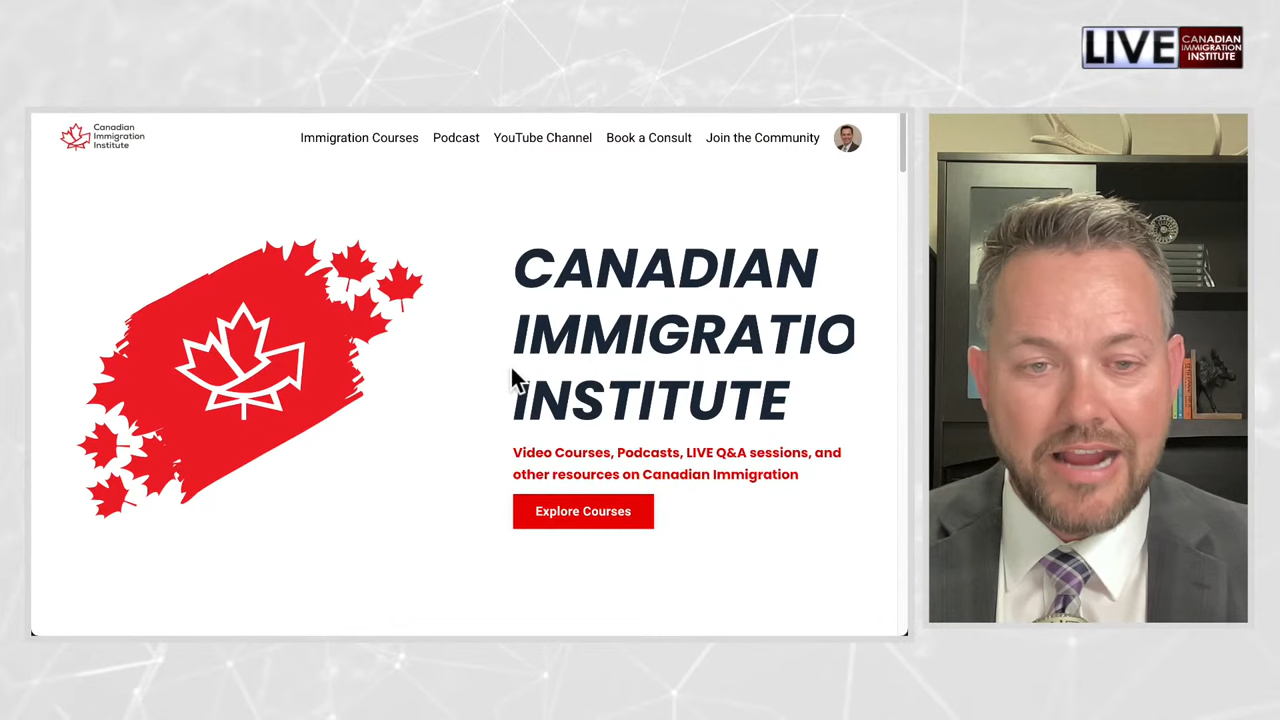 LIVE
CANADIAN
IMMIGRATION
INSTITUTE
Canadian
Immigration
Institute
Immigration Courses Podcast YouTube Channel Book a Consult Join the Community
CANADIAN
IMMIGRATIO
INSTITUTE
Video Courses, Podcasts, LIVE Q&A sessions, and
other resources on Canadian Immigration
Explore Courses